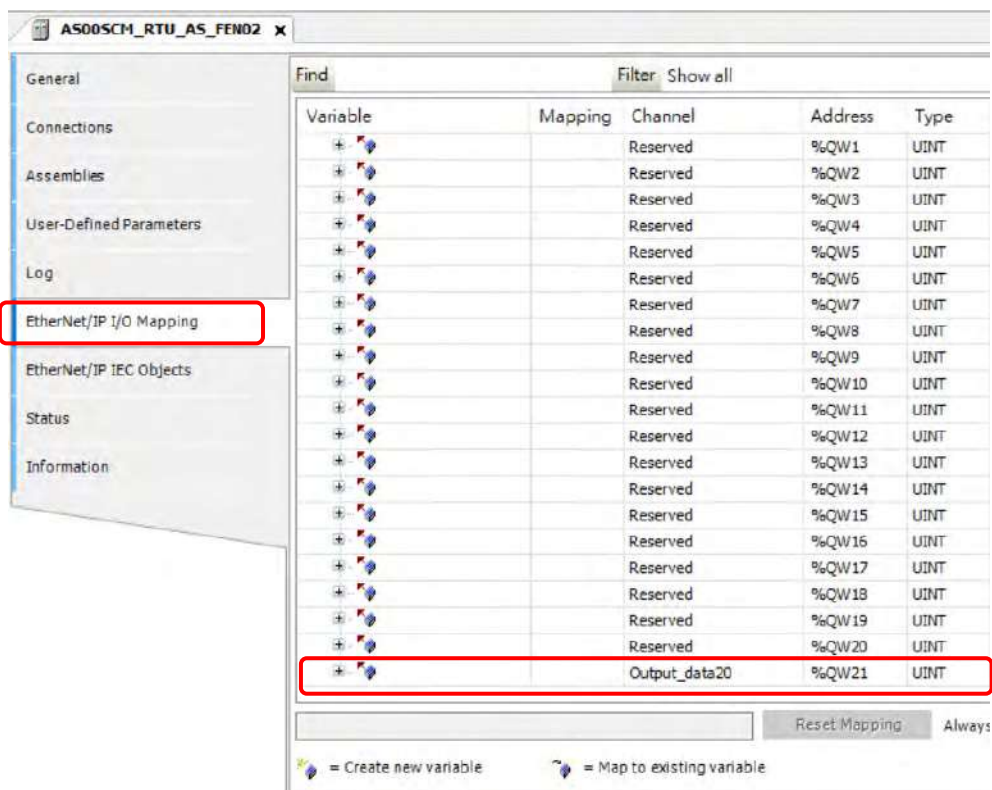 AS00SCM_RTU_AS_FEN02 x
General
Connections
Assemblies
User-Defined Parameters
Log
EtherNet/IP I/O Mapping
EtherNet/IP IEC Objects
Status
Information
Find Filter Show all
Variable Mapping Channel Address Type
Reserved %QW1 UINT
Reserved %QW2 UINT
Reserved %QW3 UINT
Reserved %QW4 UINT
Reserved %QW5 UINT
Reserved %QW6 UINT
Reserved %QW7 UINT
Reserved %QW8 UINT
Reserved %QW9 UINT
Reserved %QW10 UINT
Reserved %QW11 UINT
Reserved %QW12 UINT
Reserved %QW13 UINT
Reserved %QW14 UINT
Reserved %QW15 UINT
Reserved %QW16 UINT
Reserved %QW17 UINT
Reserved %QW18 UINT
Reserved %QW19 UINT
Reserved %QW20 UINT
Output_data20 %QW21 UINT
Reset Mapping Always
= Create new variable = Map to existing variable